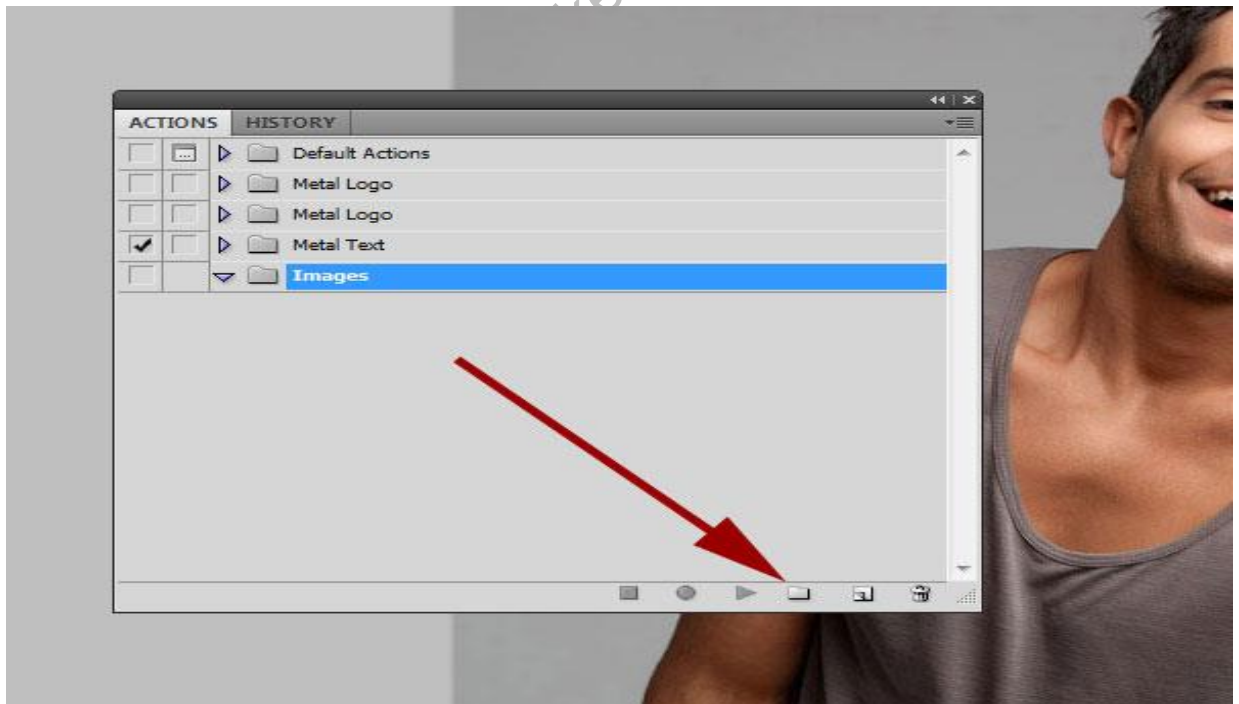 ACTIONS HISTORY
Default Actions
Metal Logo
Metal Logo
Metal Text
Images